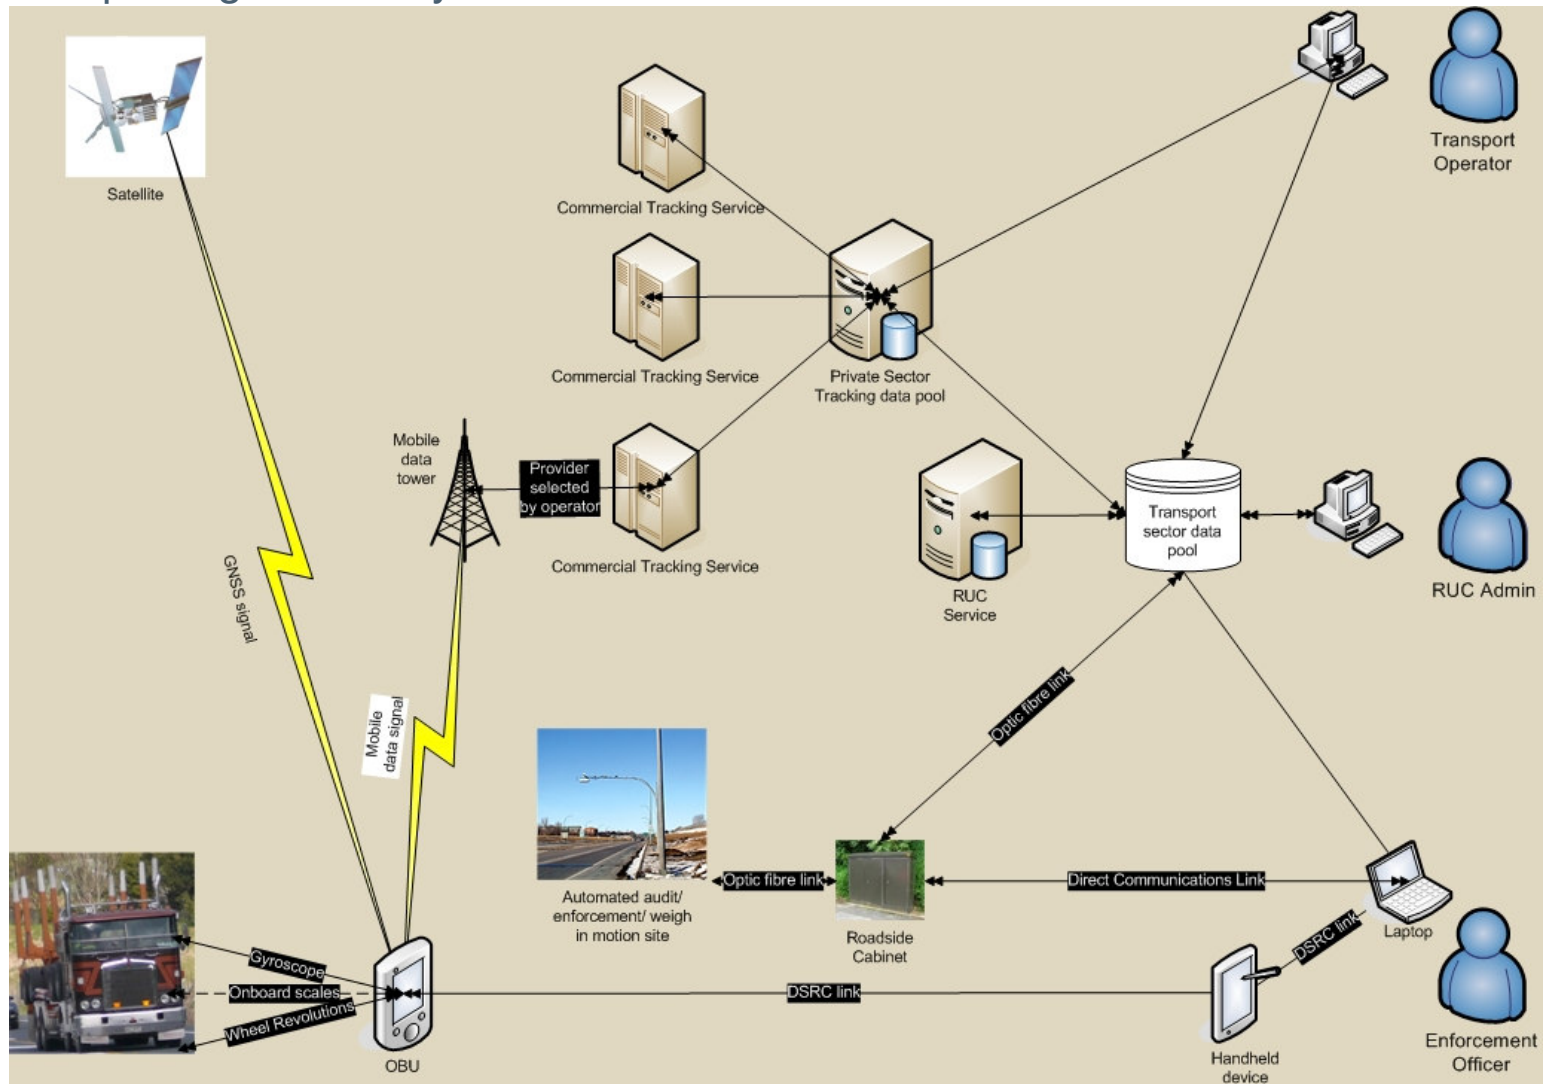 Satellite
Commercial Tracking Service
Transport
Operator
Commercial Tracking Service
Private Sector
Tracking data pool
Mobile
data
tower
Provider
selected
by operator
Commercial Tracking Service
Transport
sector data
pool
RUC
Service
RUC Admin
GNSS signal
Mobile
data signal
Optic fibre link
Automated audit/
enforcement/ weigh
in motion site
Optic fibre link
Roadside
Cabinet
Direct Communications Link
Laptop
DSRC link
Gyroscope
Onboard scales
Wheel Revolutions
OBU
DSRC link
Handheld
device
Enforcement
Officer